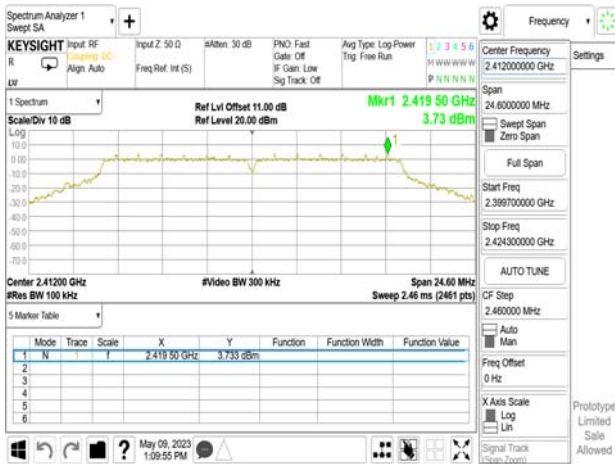 Spectrum Analyzer 1
Swept SA
Frequency
KEYSIGHT
Input: RF
Coupling: DC
Align: Auto
Input Z: 50 Ω
Freq Ref: Int (S)
#Atten: 30 dB
PNO: Fast
Gate: Off
IF Gain: Low
Sig Track: Off
Avg Type: Log-Power
Trig: Free Run
1 2 3 4 5 6
M W W W W W
P N N N N N
R
LXI
Center Frequency
2.412000000 GHz
Settings
Span
24.6000000 MHz
Swept Span
Zero Span
Full Span
Start Freq
2.399700000 GHz
Stop Freq
2.424300000 GHz
AUTO TUNE
CF Step
2.460000 MHz
Auto
Man
Freq Offset
0 Hz
X Axis Scale
Log
Lin
Signal Track
(Span Zoom)
Prototype
Limited
Sale
Allowed
1 Spectrum
Scale/Div 10 dB
Ref Lvl Offset 11.00 dB
Ref Level 20.00 dBm
Mkr1 2.419 50 GHz
3.73 dBm
Log
10.0
0.00
-10.0
-20.0
-30.0
-40.0
-50.0
-60.0
-70.0
1
Center 2.41200 GHz
#Res BW 100 kHz
#Video BW 300 kHz
Span 24.60 MHz
Sweep 2.46 ms (2461 pts)
5 Marker Table
Mode Trace Scale X Y Function Function Width Function Value
1 N 1 f 2.419 50 GHz 3.733 dBm
2
3
4
5
6
May 09, 2023
1:09:55 PM